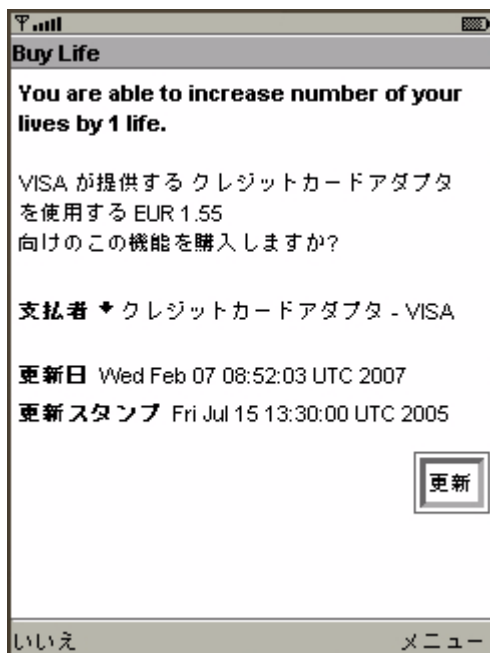 Buy Life
You are able to increase number of your
lives by 1 life.
VISA が提供する クレジットカードアダプタ
を使用する EUR 1.55
向けのこの機能を購入しますか?
支払者 クレジットカードアダプタ - VISA
更新日 Wed Feb 07 08:52:03 UTC 2007
更新スタンプ Fri Jul 15 13:30:00 UTC 2005
更新
いいえ メニュー